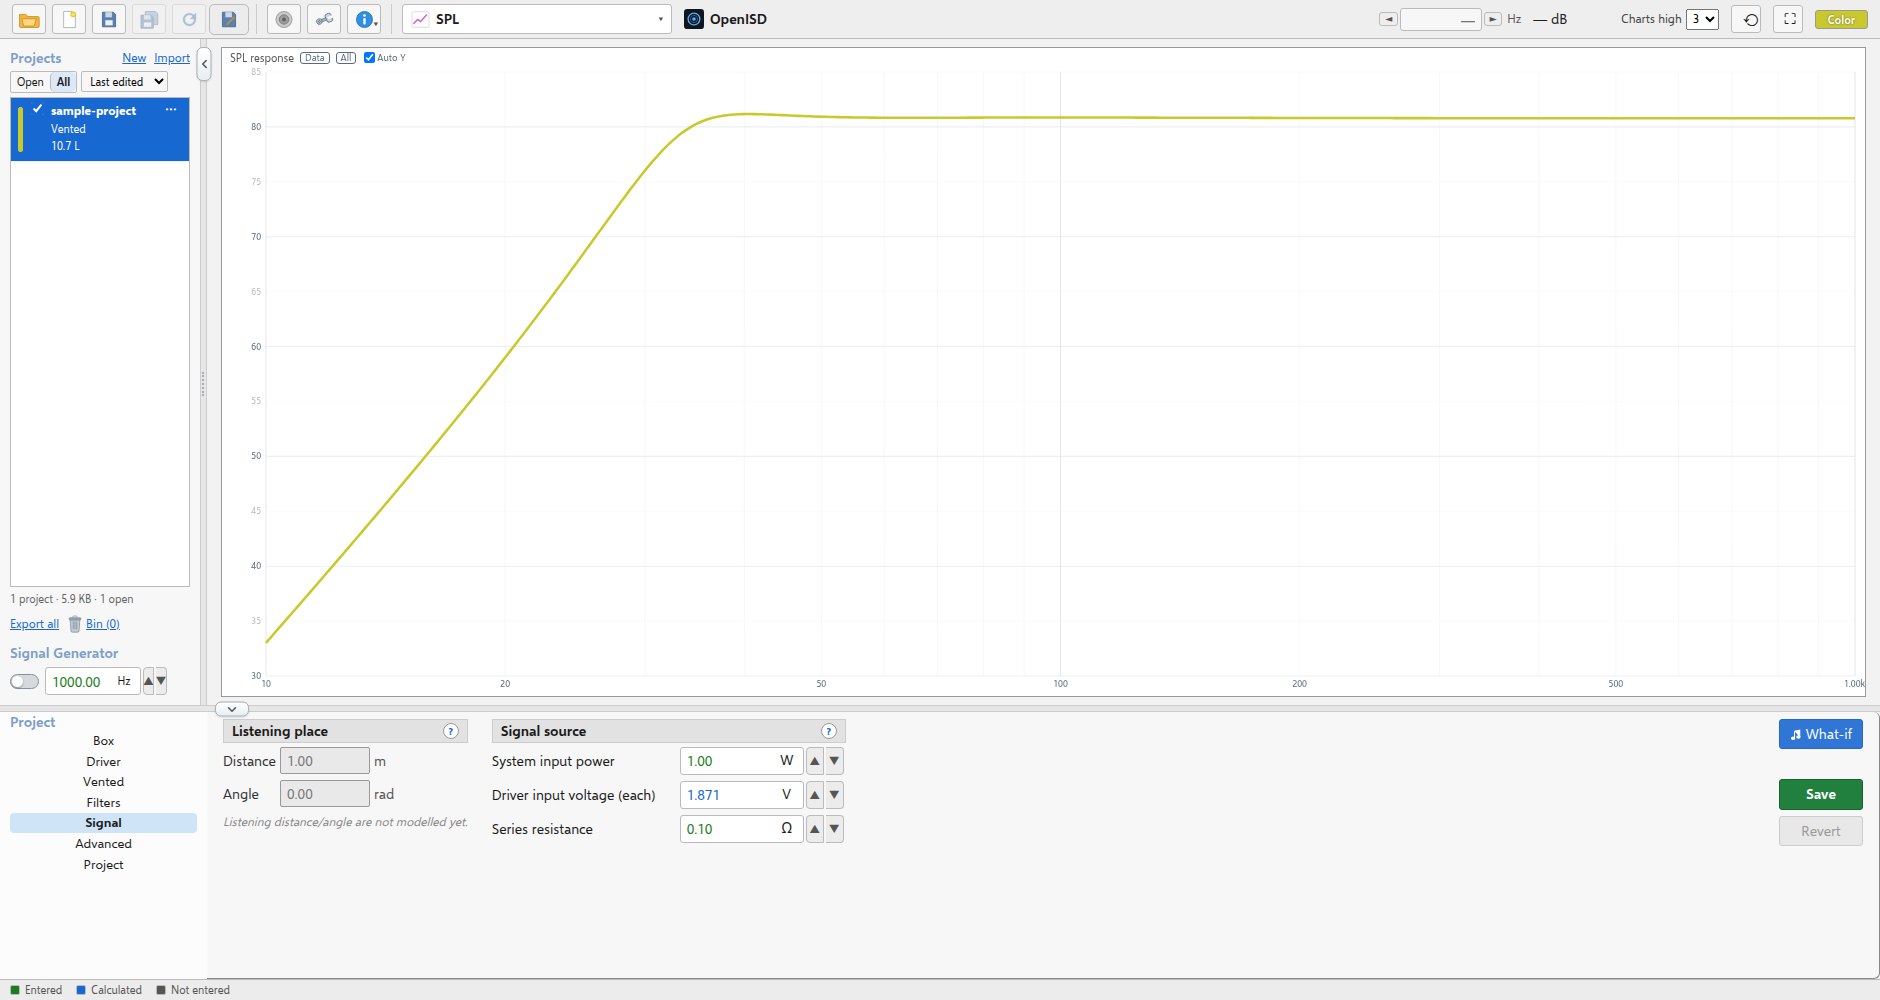 SPL
OpenISD
—
Hz
— dB
Charts high
3
Color
Projects
New
Import
Open
All
Last edited
sample-project
Vented
10.7 L
1 project · 5.9 KB · 1 open
Export all
Bin (0)
Signal Generator
1000.00 Hz
SPL response
Data
All
Auto Y
85
80
75
70
65
60
55
50
45
40
35
30
10
20
50
100
200
500
1.00k
Project
Box
Driver
Vented
Filters
Signal
Advanced
Project
Listening place ?
Distance 1.00 m
Angle 0.00 rad
Listening distance/angle are not modelled yet.
Signal source ?
System input power 1.00 W
Driver input voltage (each) 1.871 V
Series resistance 0.10 Ω
What-if
Save
Revert
Entered
Calculated
Not entered